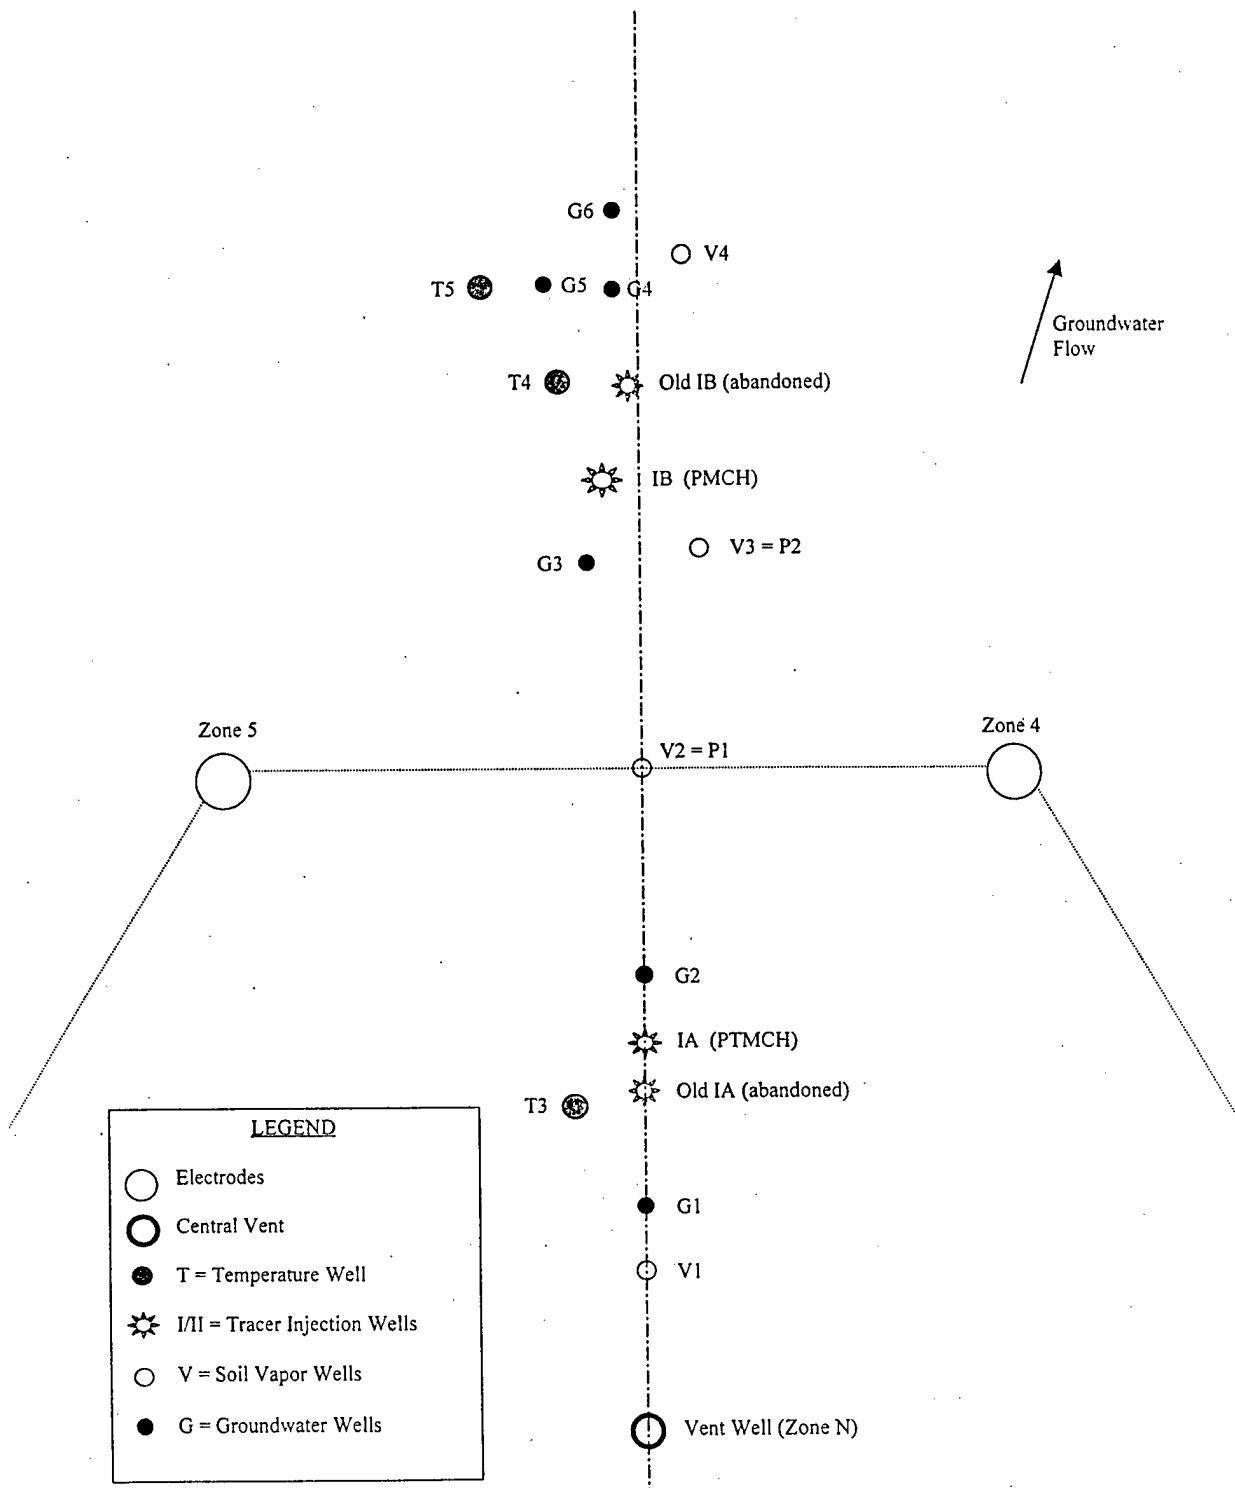 G6
V4
T5
G5
G4
Groundwater
Flow
T4
Old IB (abandoned)
IB (PMCH)
V3 = P2
G3
Zone 5
Zone 4
V2 = P1
G2
IA (PTMCH)
Old IA (abandoned)
T3
LEGEND
Electrodes
Central Vent
T = Temperature Well
I/II = Tracer Injection Wells
V = Soil Vapor Wells
G = Groundwater Wells
G1
V1
Vent Well (Zone N)